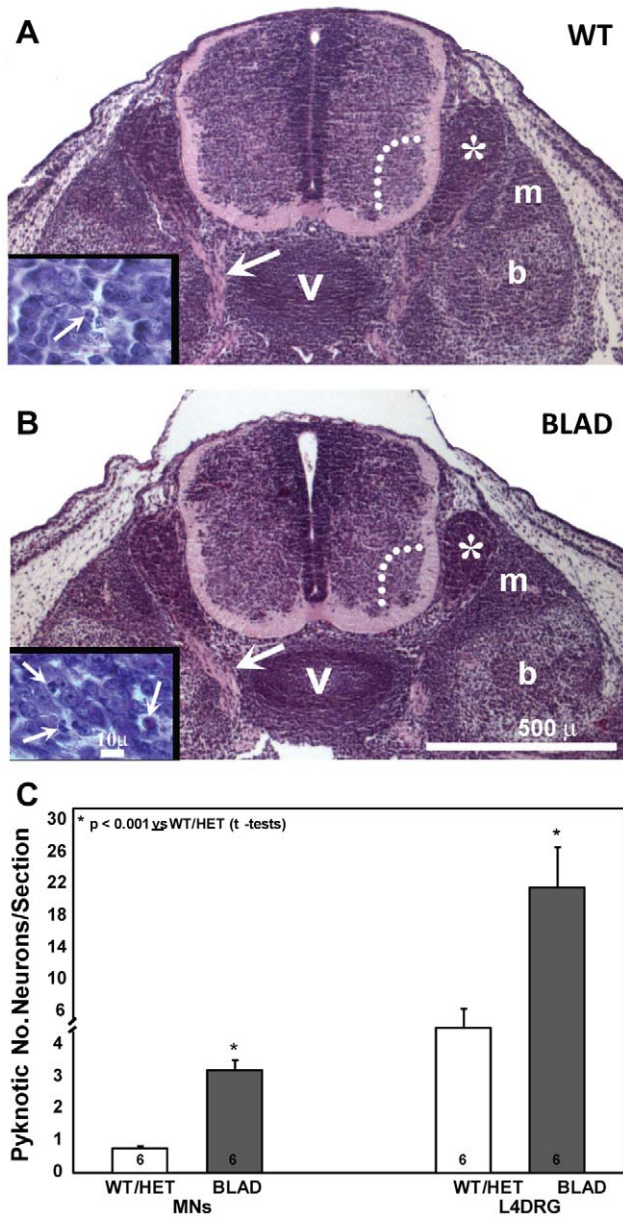 A
WT
*
m
b
V
B
BLAD
*
m
b
V
10µ
500 µ
C
* p < 0.001 vs WT/HET (t -tests)
Pyknotic No.Neurons/Section
30
26
22
18
14
10
6
4
3
2
1
0
*
*
6
6
6
6
WT/HET
BLAD
WT/HET
BLAD
MNs
L4DRG